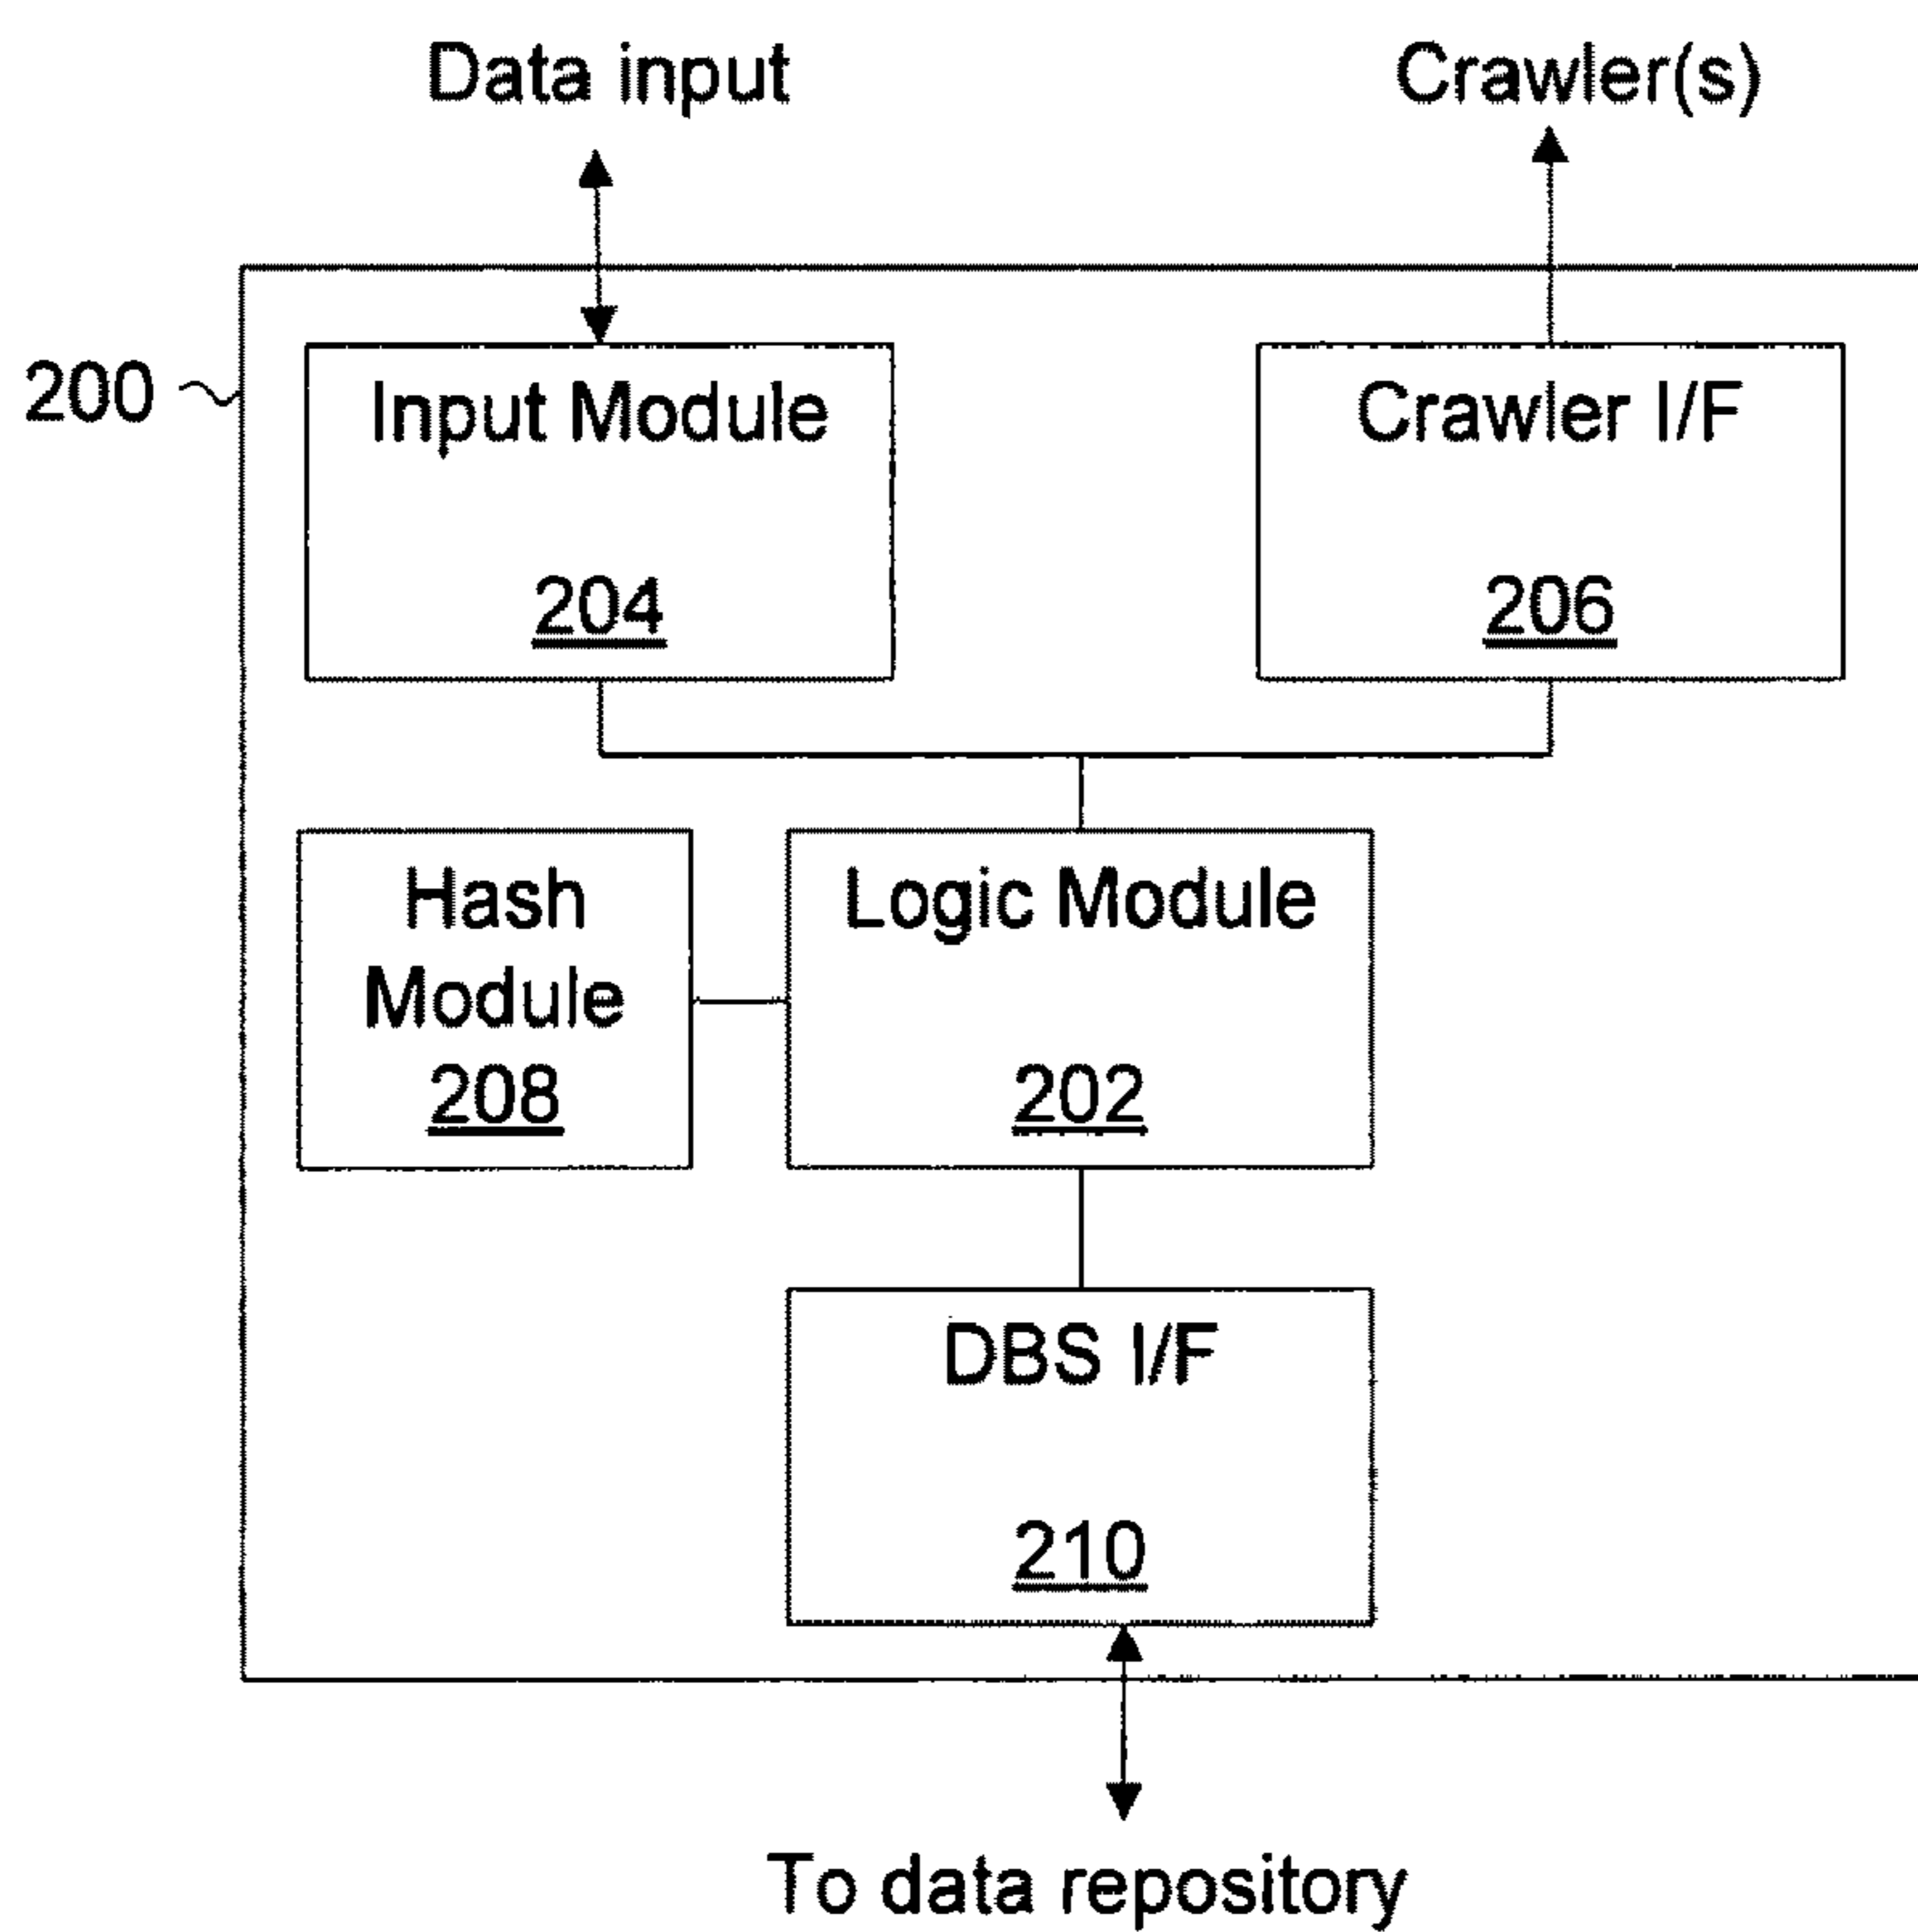 Data input
Crawler(s)
200
Input Module
204
Crawler I/F
206
Hash
Module
208
Logic Module
202
DBS I/F
210
To data repository